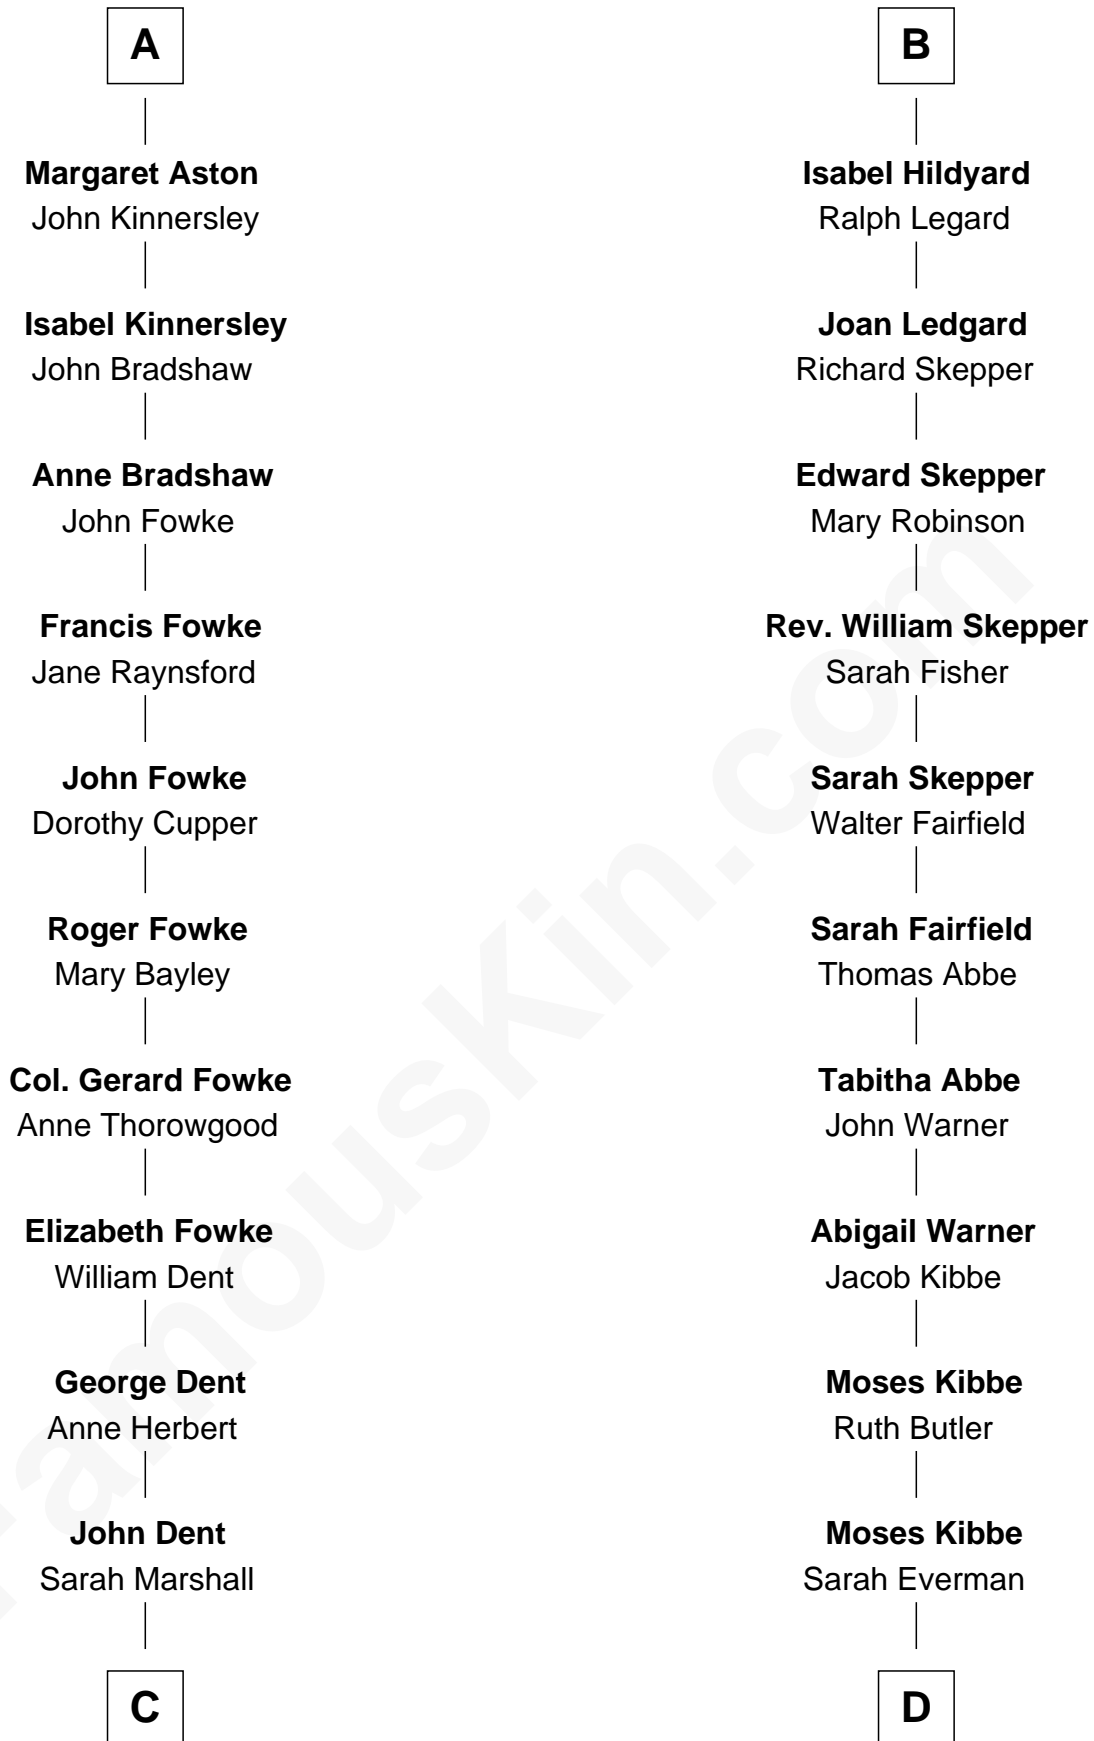 A
Margaret Aston
John Kinnersley
Isabel Kinnersley
John Bradshaw
Anne Bradshaw
John Fowke
Francis Fowke
Jane Raynsford
John Fowke
Dorothy Cupper
Roger Fowke
Mary Bayley
Col. Gerard Fowke
Anne Thorowgood
Elizabeth Fowke
William Dent
George Dent
Anne Herbert
John Dent
Sarah Marshall
C
B
Isabel Hildyard
Ralph Legard
Joan Ledgard
Richard Skepper
Edward Skepper
Mary Robinson
Rev. William Skepper
Sarah Fisher
Sarah Skepper
Walter Fairfield
Sarah Fairfield
Thomas Abbe
Tabitha Abbe
John Warner
Abigail Warner
Jacob Kibbe
Moses Kibbe
Ruth Butler
Moses Kibbe
Sarah Everman
D
FamousKin.com